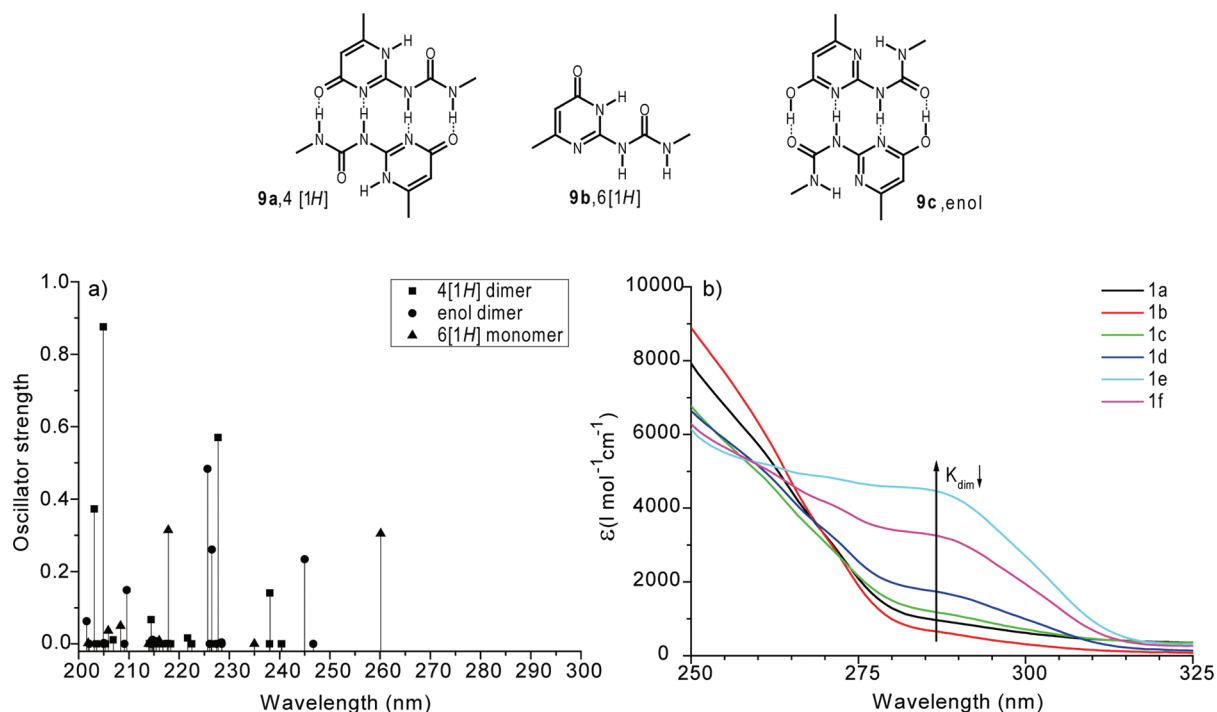 9a,4 [1H]
9b,6[1H]
9c,enol
a)
4[1H] dimer
enol dimer
6[1H] monomer
Oscillator strength
1.0
0.8
0.6
0.4
0.2
0.0
200 210 220 230 240 250 260 270 280 290 300
Wavelength (nm)
b)
1a
1b
1c
1d
1e
1f
Kdim↓
ε(l mol⁻¹cm⁻¹)
10000
8000
6000
4000
2000
0
250 275 300 325
Wavelength (nm)